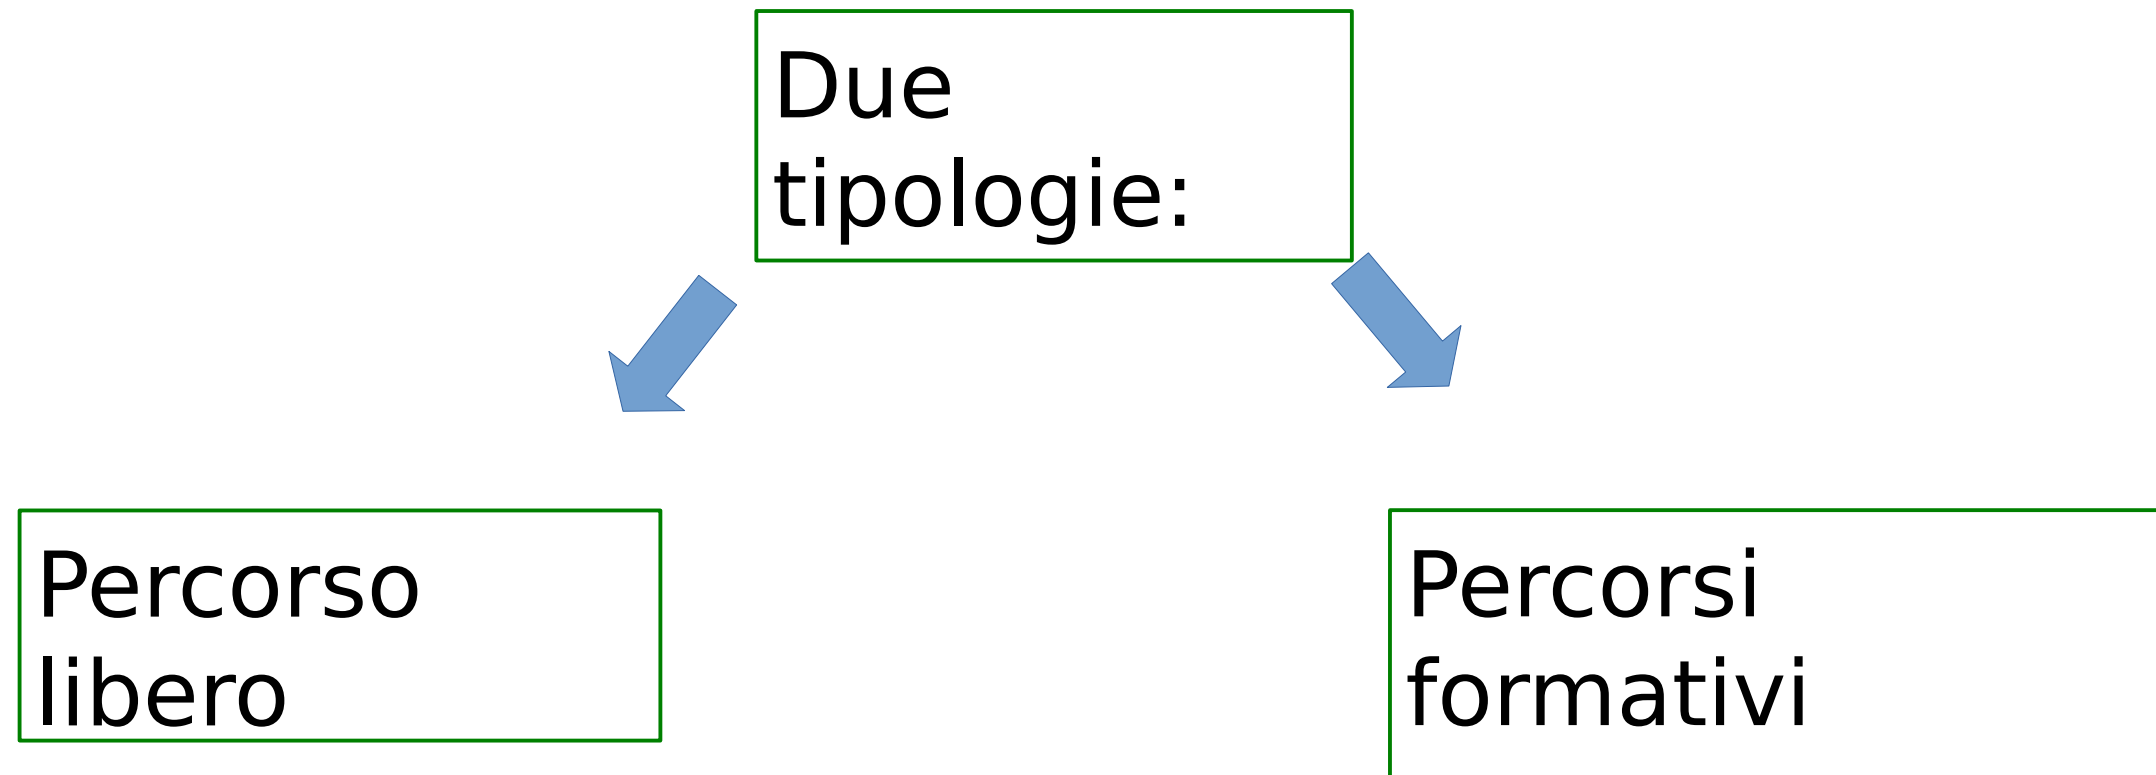 Due
tipologie:
Percorso
libero
Percorsi
formativi